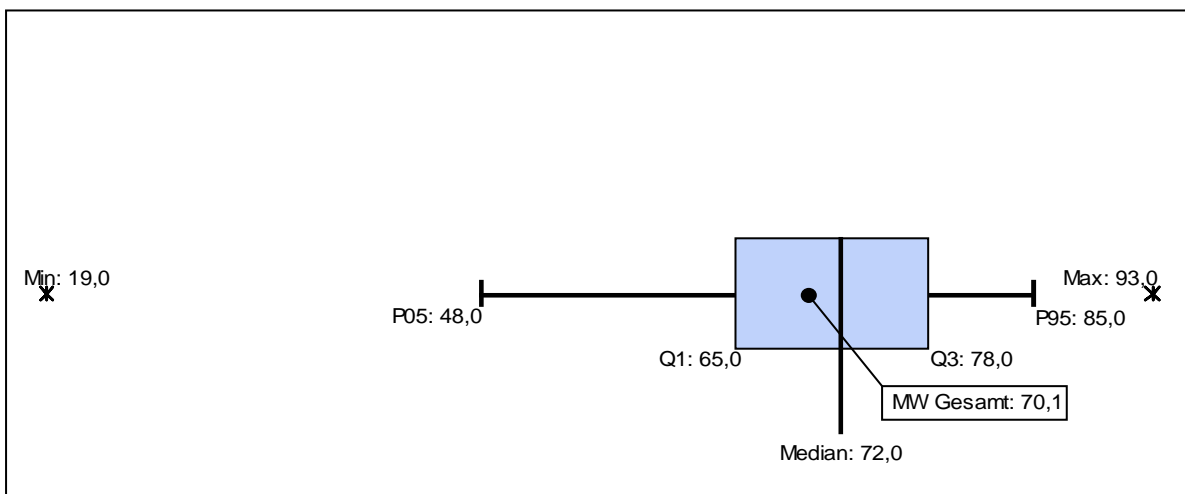 Min: 19,0
Max: 93,0
P05: 48,0
P95: 85,0
Q1: 65,0
Q3: 78,0
MW Gesamt: 70,1
Median: 72,0